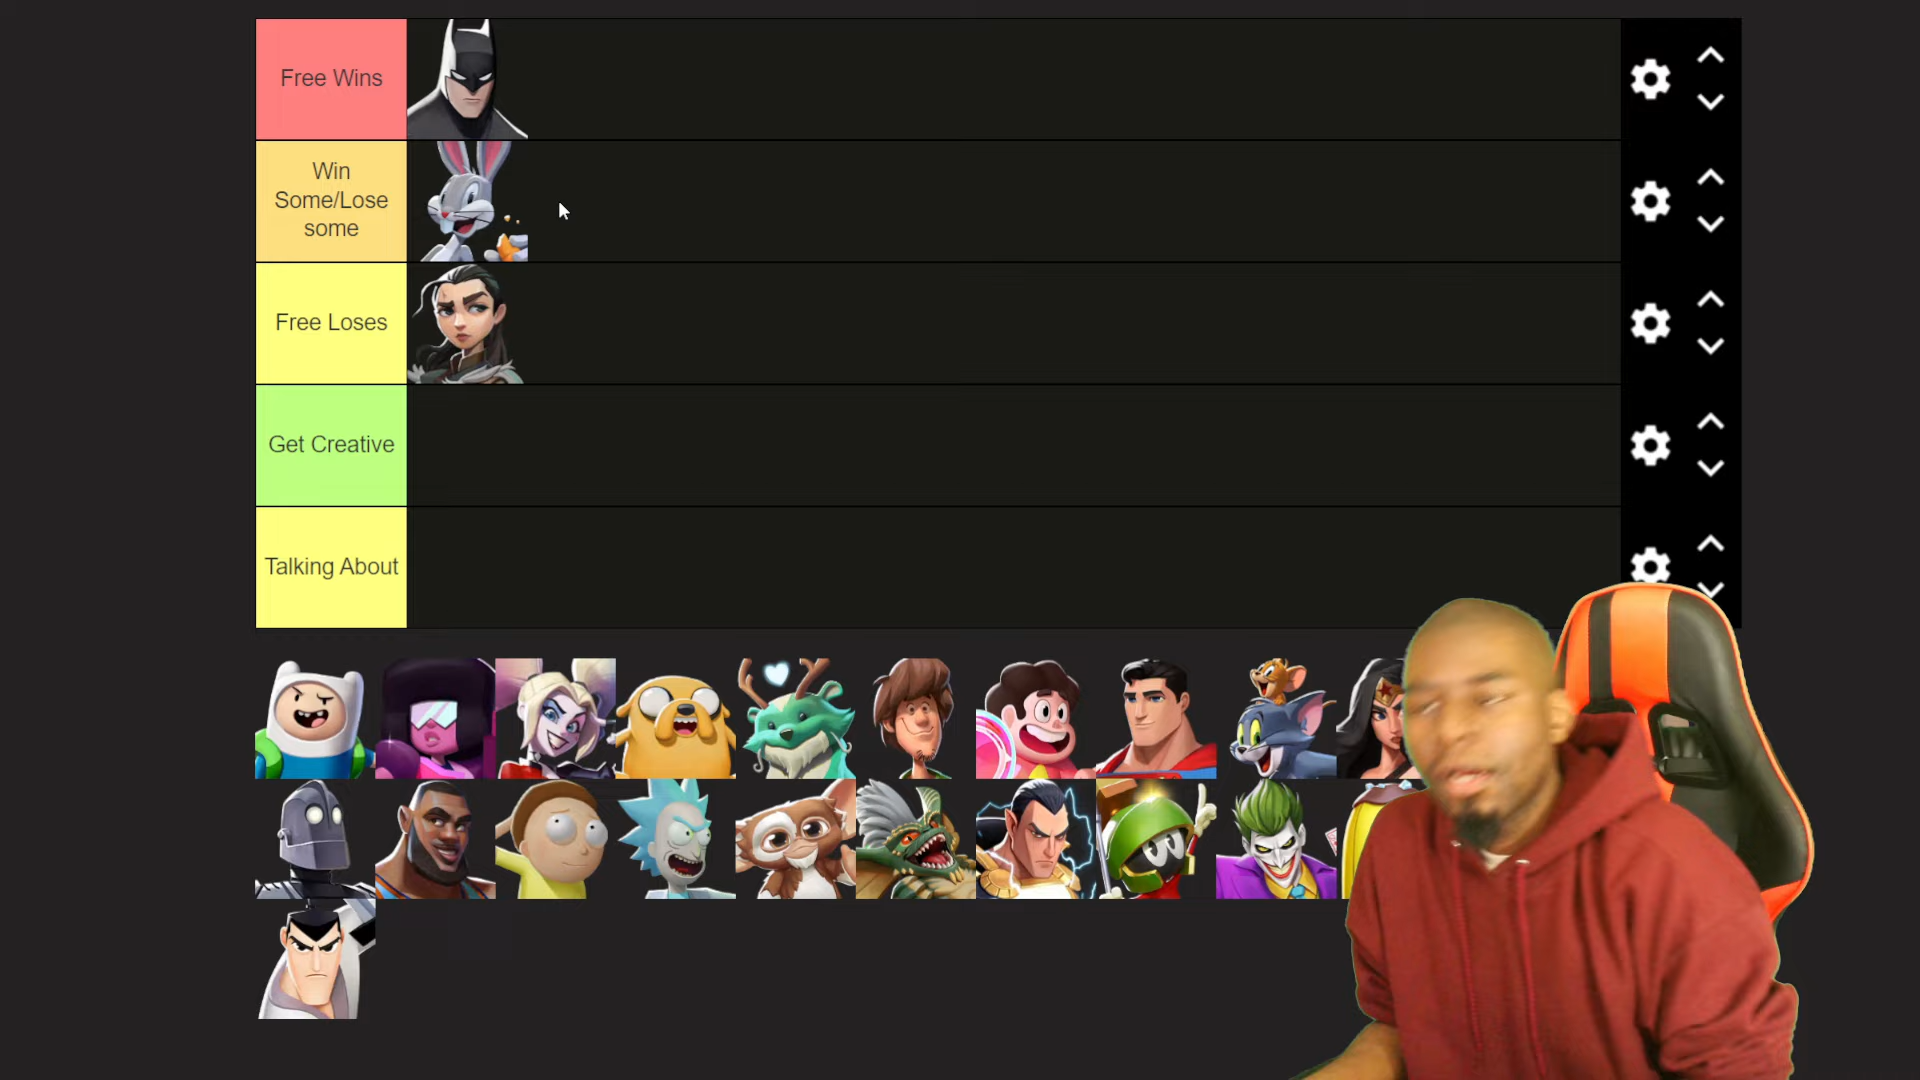 Free Wins
Win
Some/Lose
some
Free Loses
Get Creative
Talking About